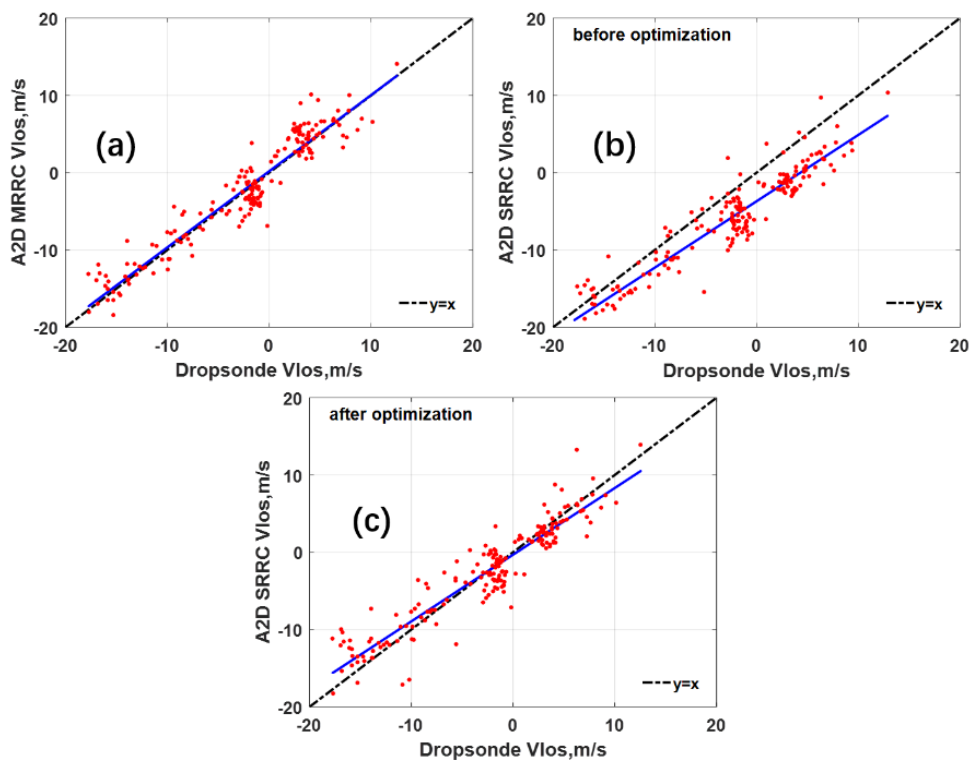 20
10
0
-10
-20
-20
-10
0
10
20
A2D MRRC Vlos,m/s
Dropsonde Vlos,m/s
(a)
y=x
20
10
0
-10
-20
-20
-10
0
10
20
A2D SRRC Vlos,m/s
Dropsonde Vlos,m/s
before optimization
(b)
y=x
20
10
0
-10
-20
-20
-10
0
10
20
A2D SRRC Vlos,m/s
Dropsonde Vlos,m/s
after optimization
(c)
y=x